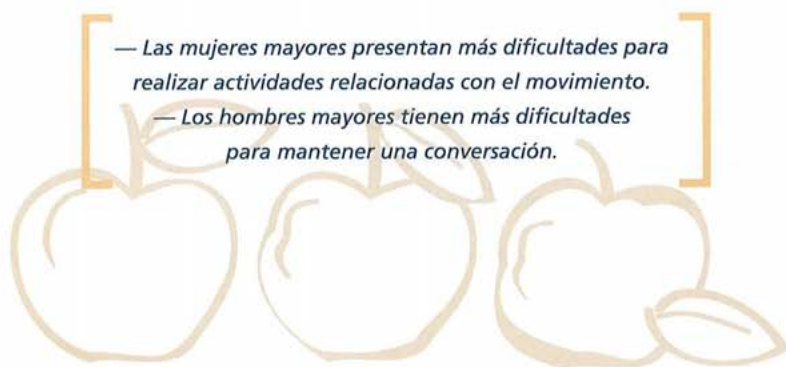 — Las mujeres mayores presentan más dificultades para
realizar actividades relacionadas con el movimiento.
— Los hombres mayores tienen más dificultades
para mantener una conversación.